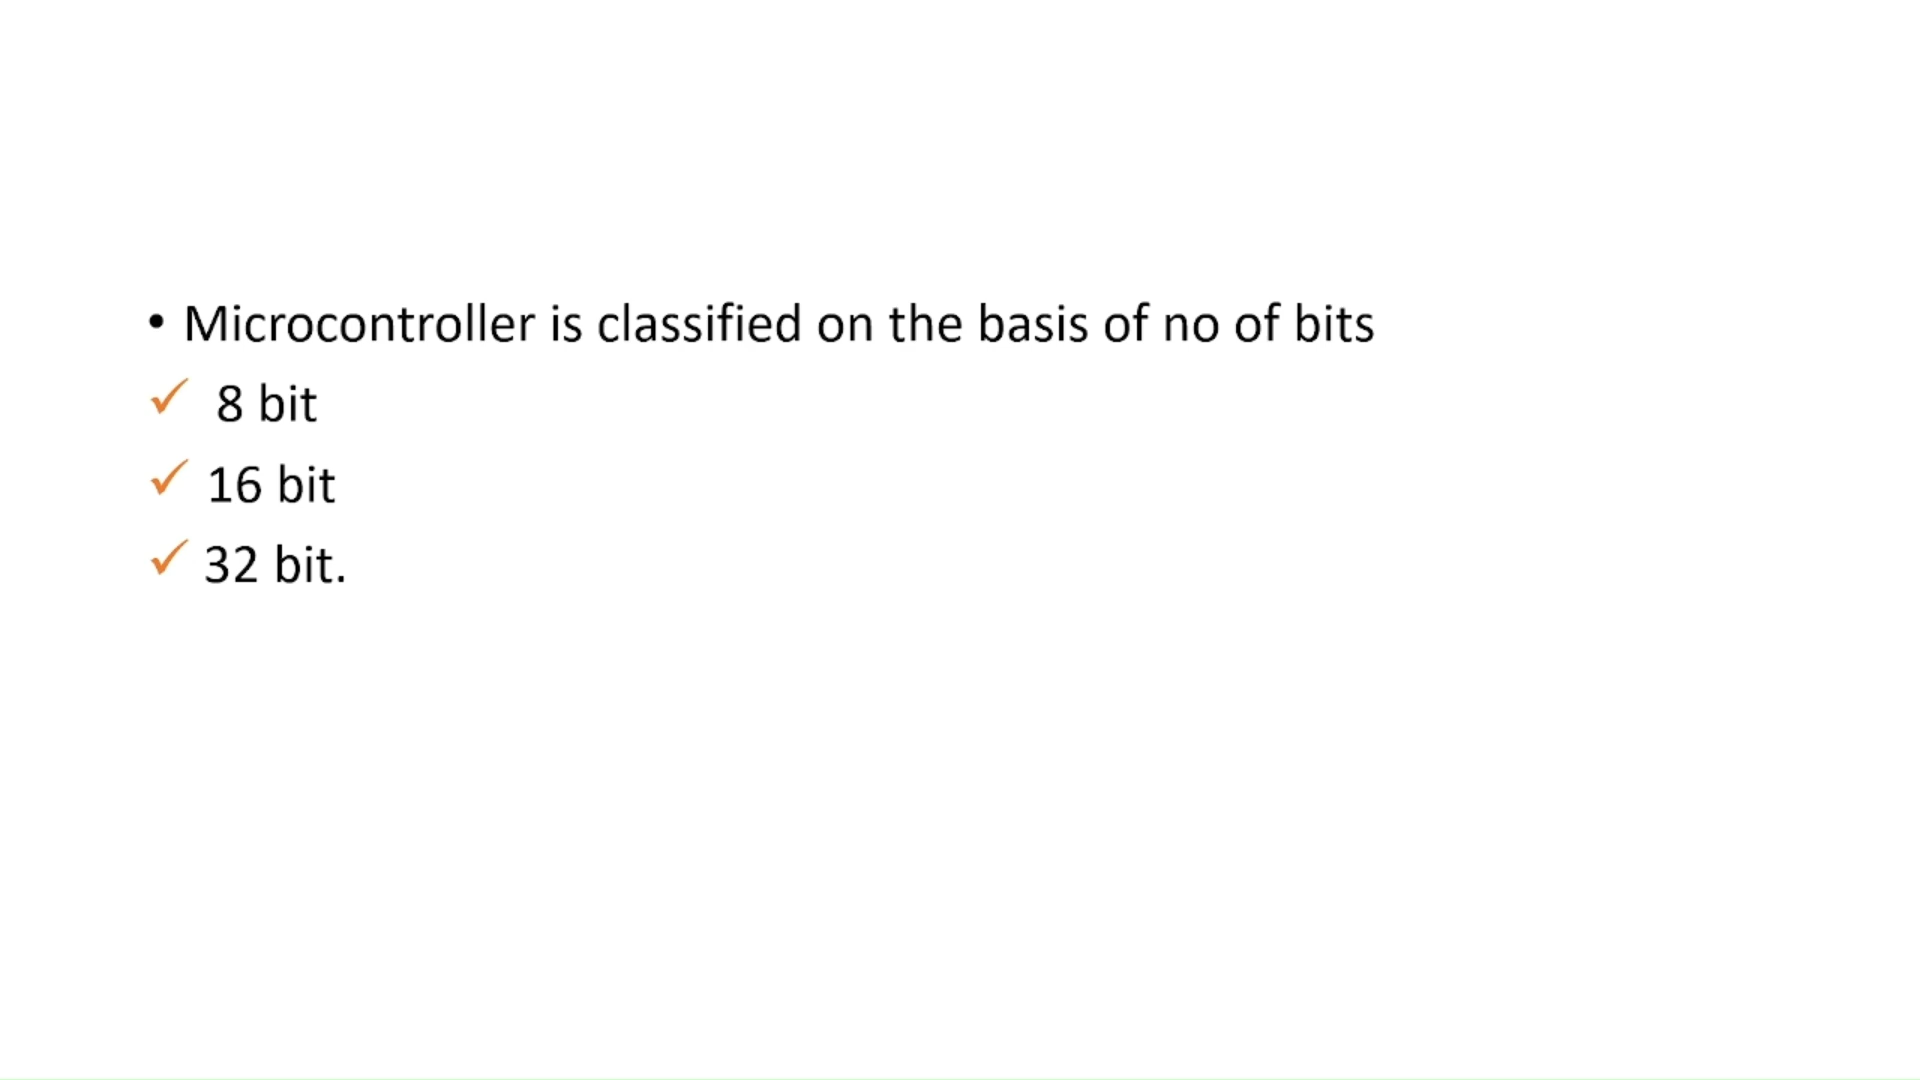 • Microcontroller is classified on the basis of no of bits
✓ 8 bit
✓ 16 bit
✓ 32 bit.